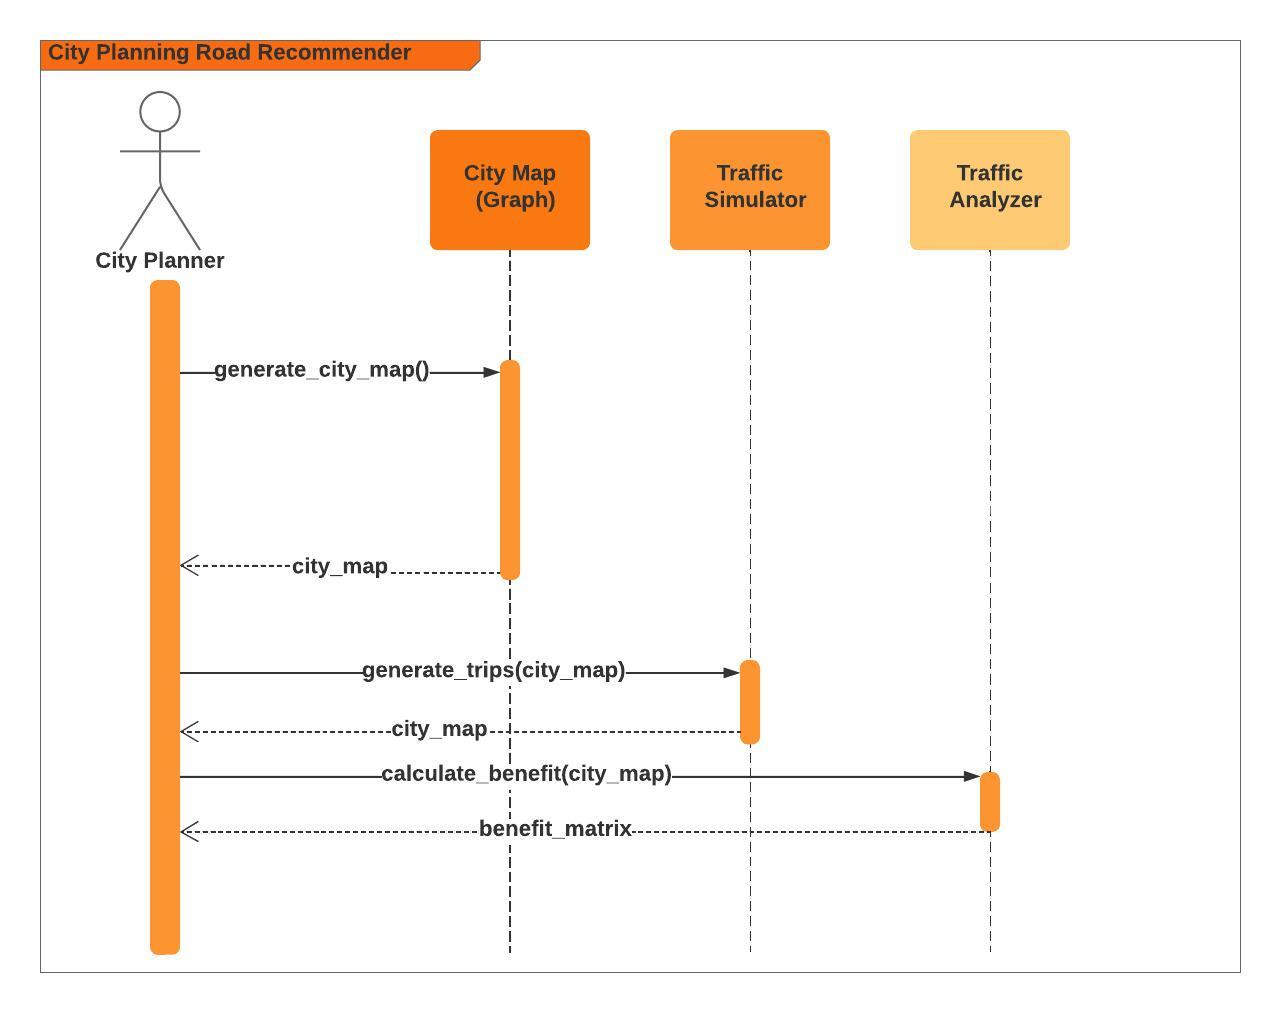 City Planning Road Recommender
City Map
(Graph)
Traffic
Simulator
Traffic
Analyzer
City Planner
generate_city_map()
city_map
generate_trips(city_map)
city_map
calculate_benefit(city_map)
benefit_matrix